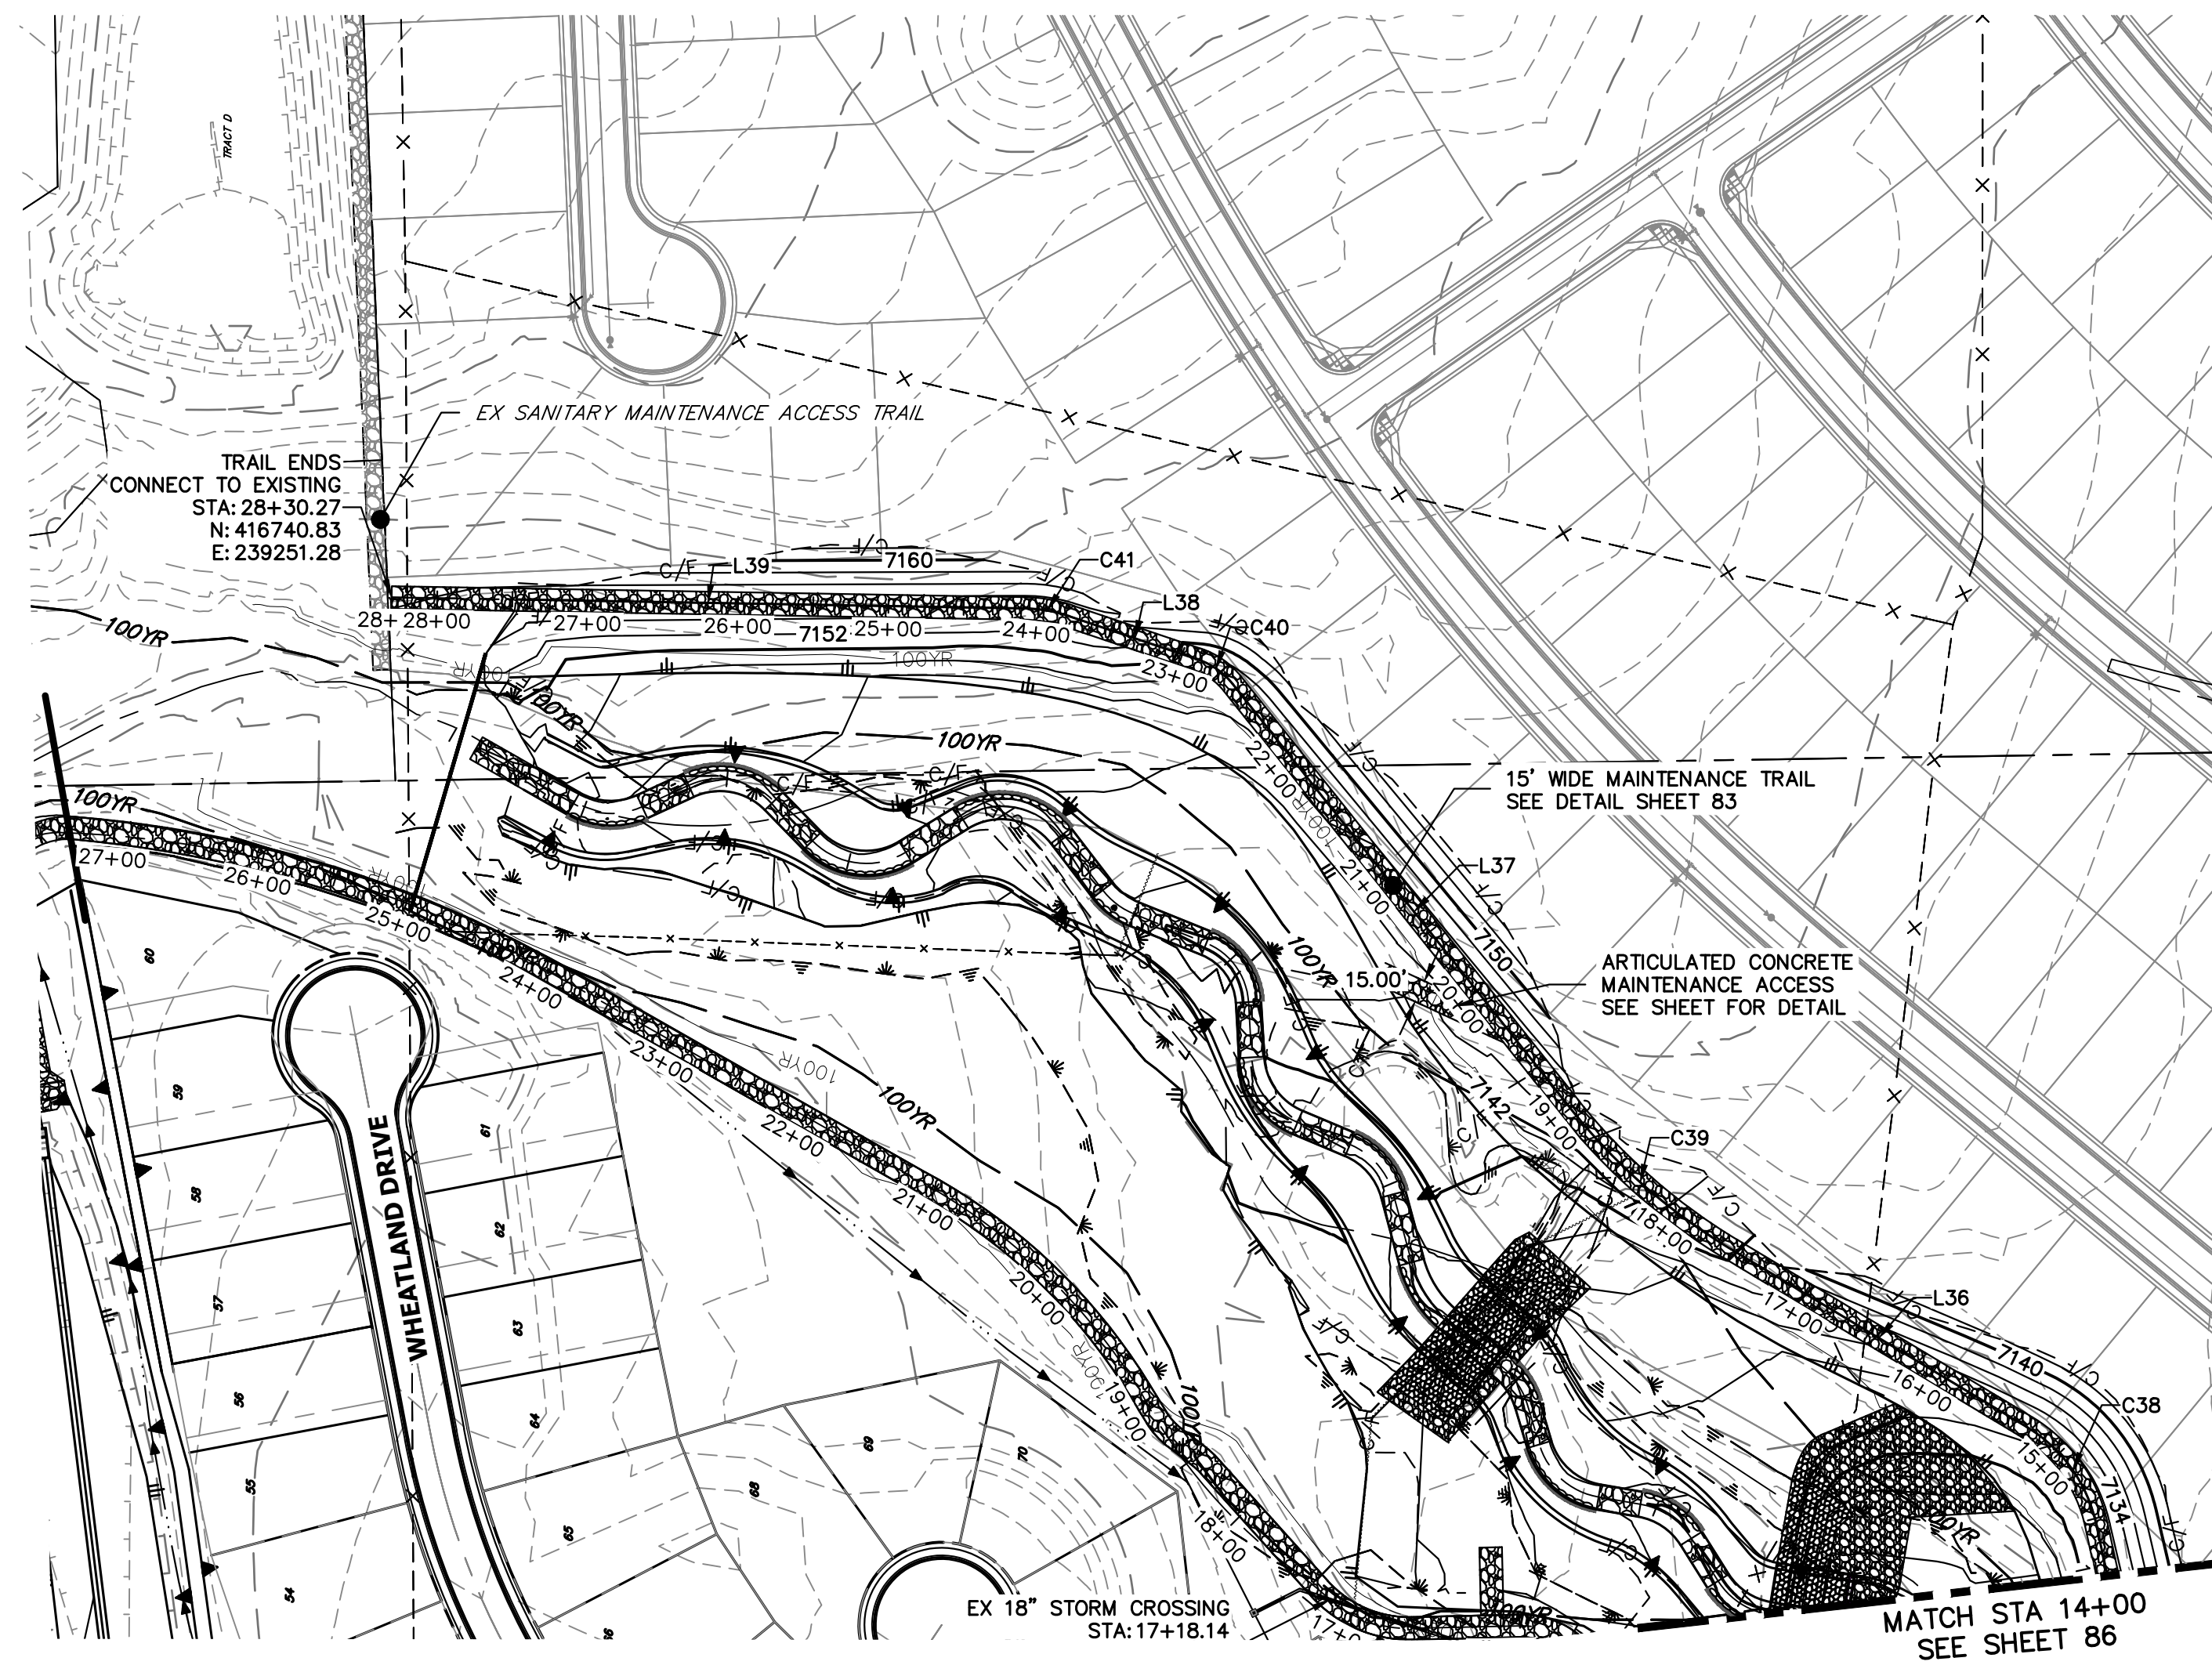 TRACT D
EX SANITARY MAINTENANCE ACCESS TRAIL
TRAIL ENDS
CONNECT TO EXISTING
STA: 28+30.27
N: 416740.83
E: 239251.28
C/F
C/F
L39
7160
C/F
C41
L38
C40
28+
28+00
27+00
26+00
7152
25+00
24+00
23+00
100YR
100YR
100YR
100YR
100YR
22+00
C/F
C/F
C/F
15' WIDE MAINTENANCE TRAIL
SEE DETAIL SHEET 83
100YR
27+00
26+00
25+00
24+00
23+00
22+00
21+00
20+00
19+00
18+00
100YR
21+00
L37
C/F
7150
100YR
15.00'
20+00
ARTICULATED CONCRETE
MAINTENANCE ACCESS
SEE SHEET FOR DETAIL
100YR
100YR
7142
19+00
C39
C/F
18+00
17+00
L36
7140
C/F
16+00
C38
15+00
7134
C/F
100YR
100YR
WHEATLAND DRIVE
60
59
58
57
56
55
54
61
62
63
64
65
68
69
70
EX 18" STORM CROSSING
STA: 17+18.14
100YR
MATCH STA 14+00
SEE SHEET 86